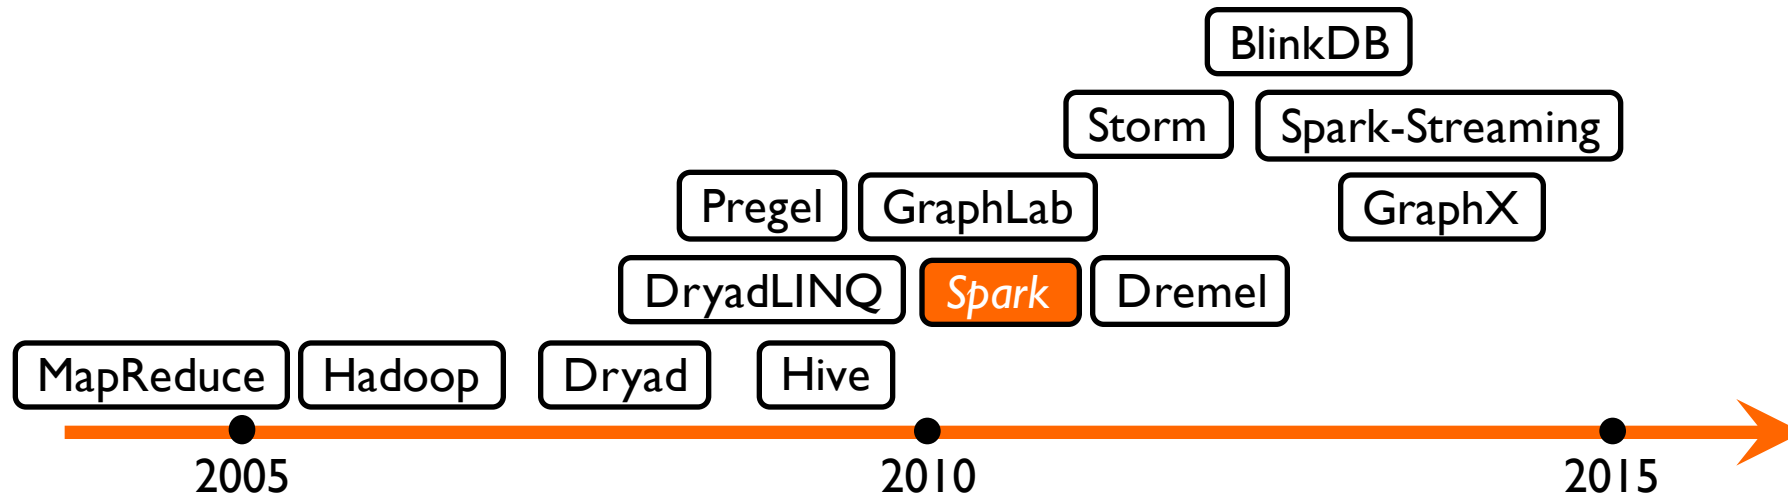 BlinkDB
Storm Spark-Streaming
Pregel GraphLab GraphX
DryadLINQ Spark Dremel
MapReduce Hadoop Dryad Hive
2005 2010 2015